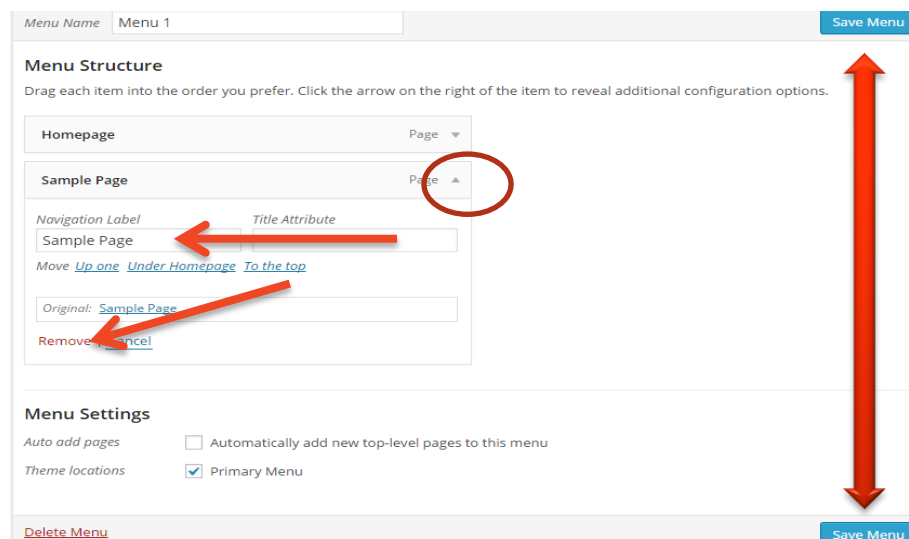 Menu Name Menu 1 Save Menu
Menu Structure
Drag each item into the order you prefer. Click the arrow on the right of the item to reveal additional configuration options.
Homepage Page
Sample Page Page
Navigation Label Title Attribute
Sample Page
Move Up one Under Homepage To the top
Original: Sample Page
Remove | Cancel
Menu Settings
Auto add pages Automatically add new top-level pages to this menu
Theme locations Primary Menu
Delete Menu Save Menu